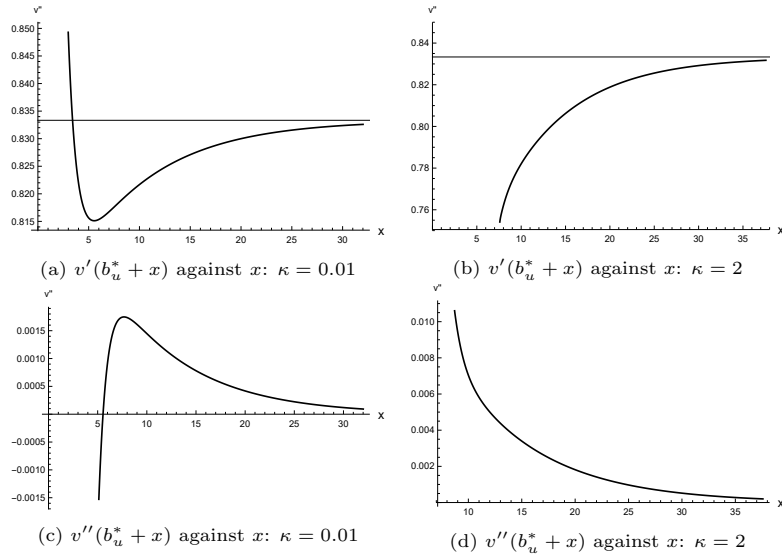 v''
0.850
0.845
0.840
0.835
0.830
0.825
0.820
0.815
5 10 15 20 25 30
x
(a) v′(b*u + x) against x: κ = 0.01
v''
0.84
0.82
0.80
0.78
0.76
5 10 15 20 25 30 35
x
(b) v′(b*u + x) against x: κ = 2
v''
0.0015
0.0010
0.0005
5 10 15 20 25 30
x
−0.0005
−0.0010
−0.0015
(c) v″(b*u + x) against x: κ = 0.01
v''
0.010
0.008
0.006
0.004
0.002
10 15 20 25 30 35
x
(d) v″(b*u + x) against x: κ = 2